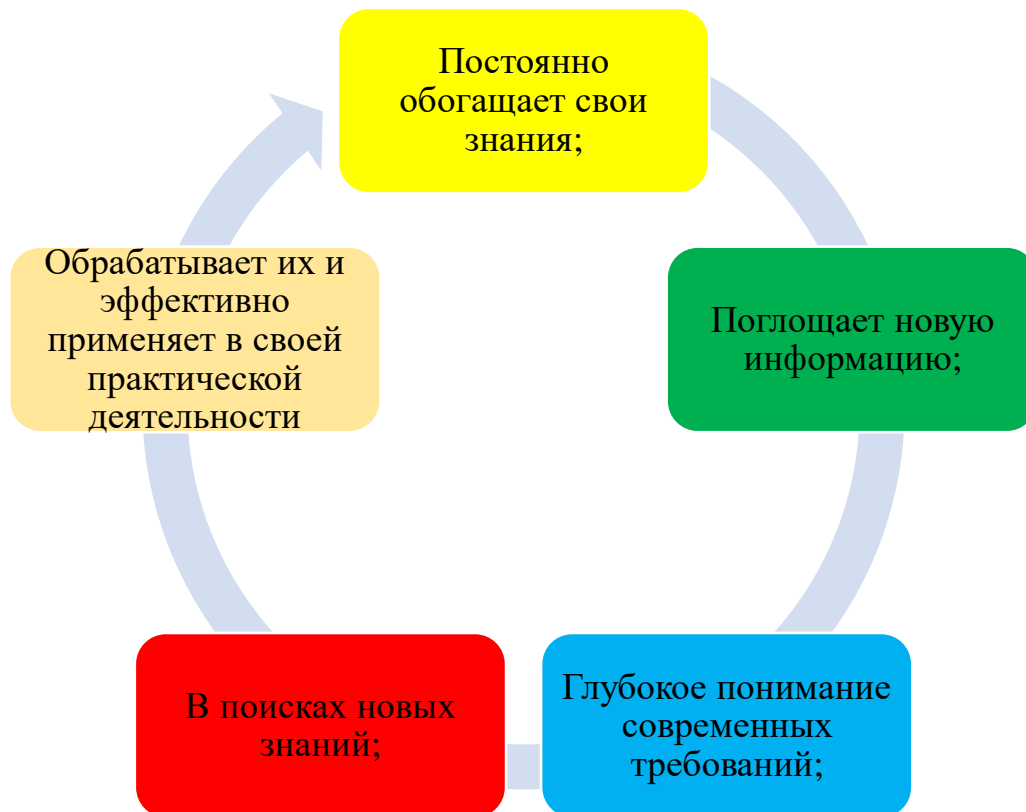 Постоянно
обогащает свои
знания;
Поглощает новую
информацию;
Глубокое понимание
современных
требований;
В поисках новых
знаний;
Обрабатывает их и
эффективно
применяет в своей
практической
деятельности